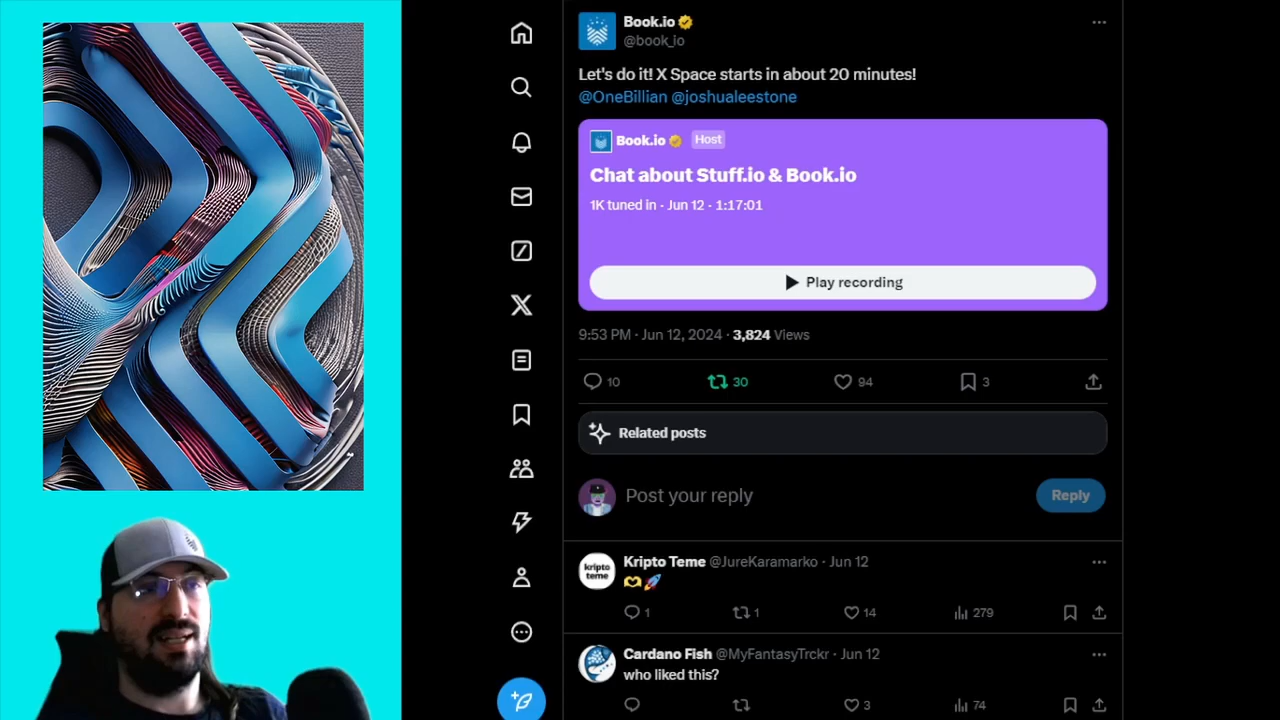 Book.io
@book_io
Let's do it! X Space starts in about 20 minutes!
@OneBillian @joshualeestone
Book.io Host
Chat about Stuff.io & Book.io
1K tuned in · Jun 12 · 1:17:01
Play recording
9:53 PM · Jun 12, 2024 · 3,824 Views
10 30 94 3
Related posts
Post your reply Reply
kripto teme
Kripto Teme @JureKaramarko · Jun 12
1 1 14 279
Cardano Fish @MyFantasyTrckr · Jun 12
who liked this?
3 74